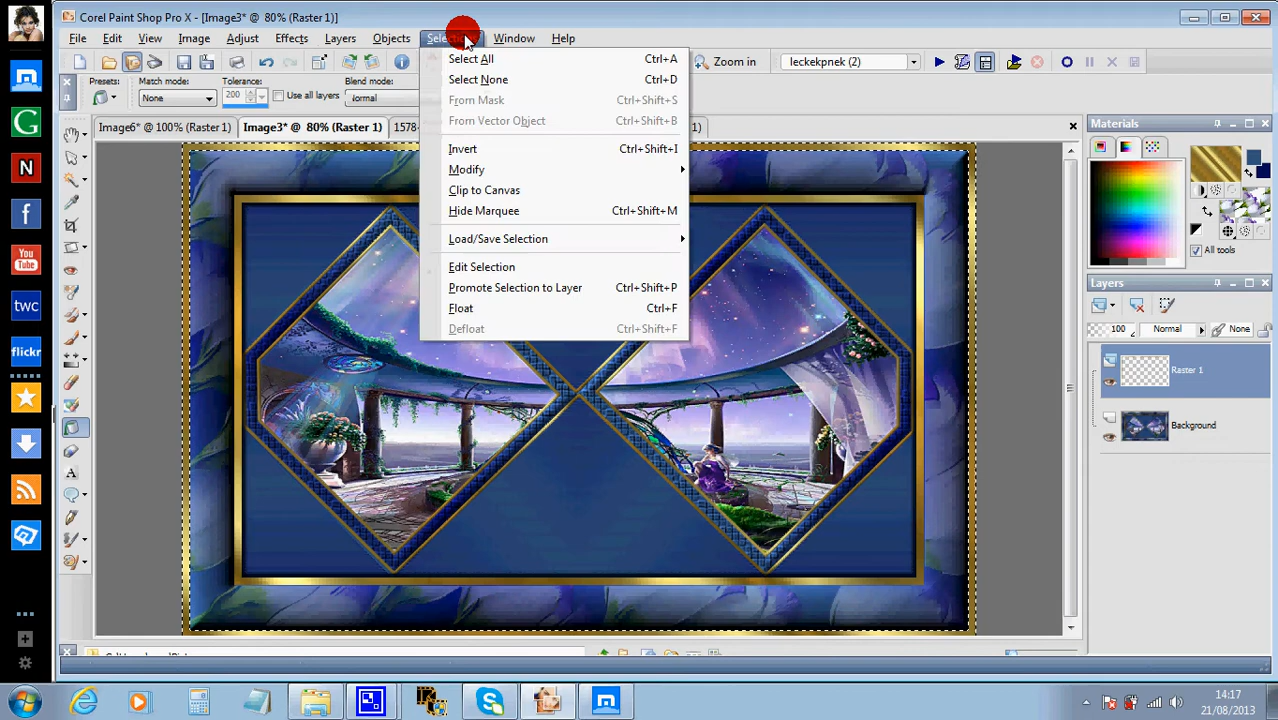 Corel Paint Shop Pro X - [Image3* @ 80% (Raster 1)]
File Edit View Image Adjust Effects Layers Objects Selections Window Help
Zoom in leckekpnek (2)
Presets: Match mode: Tolerance: Blend mode:
None 200 Use all layers Normal
Image6* @ 100% (Raster 1) Image3* @ 80% (Raster 1) 1578-
Select All Ctrl+A
Select None Ctrl+D
From Mask Ctrl+Shift+S
From Vector Object Ctrl+Shift+B
Invert Ctrl+Shift+I
Modify
Clip to Canvas
Hide Marquee Ctrl+Shift+M
Load/Save Selection
Edit Selection
Promote Selection to Layer Ctrl+Shift+P
Float Ctrl+F
Defloat Ctrl+Shift+F
Materials
All tools
Layers
100 Normal None
Raster 1
Background
G
N
f
You Tube
twc
flickr
A
14:17
21/08/2013